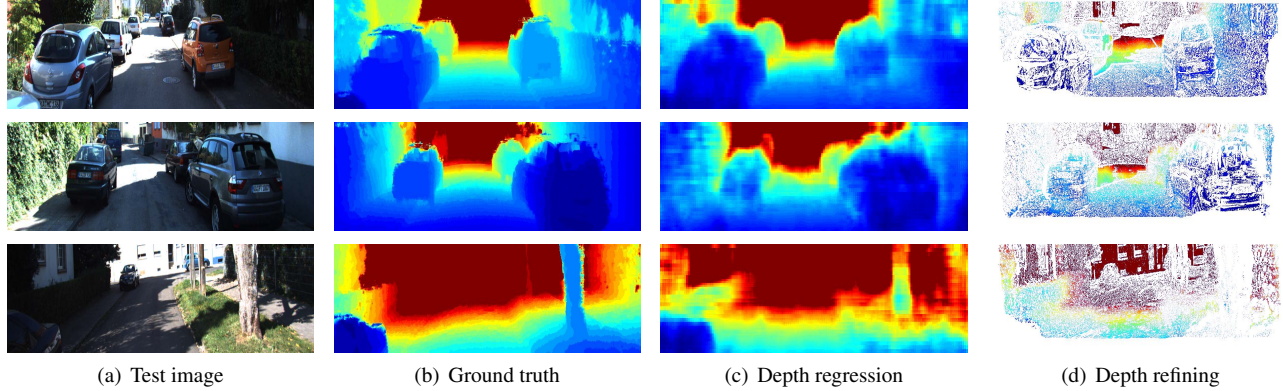 (a) Test image
(b) Ground truth
(c) Depth regression
(d) Depth refining